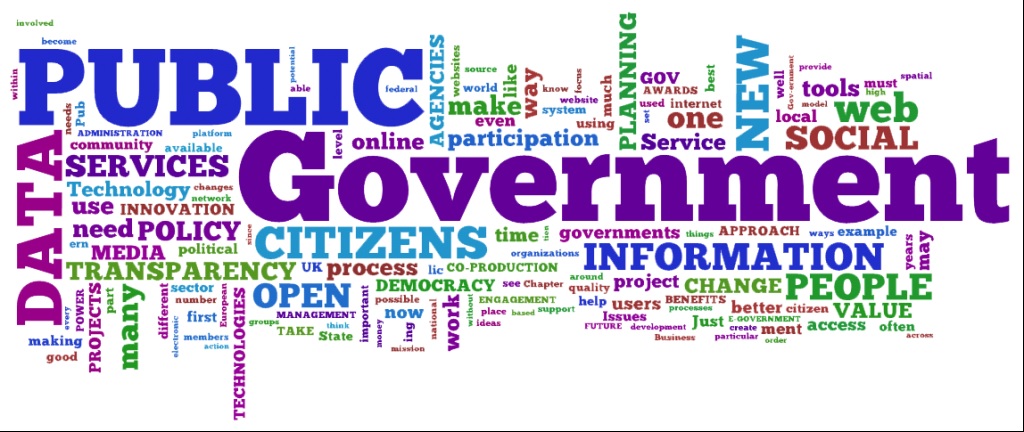 involved
become
within
PUBLIC
potential
able
federal
AGENCIES
websites
source
like
world
make
even
way
know
focus
website
system
much
using
participation
PLANNING
GOV
AWARDS
best
used
set
internet
one
Service
NEW
well
Government
provide
tools
model
local
must
high
spatial
web
SOCIAL
needs
Pub
ADMINISTRATION
platform
community
available
level
online
DATA
SERVICES
Technology
changes
network
use
INNOVATION
need
POLICY
since
ern
MEDIA
political
Government
CITIZENS
time
tion
governments
things
APPROACH
ways
example
organizations
INFORMATION
years
may
TRANSPARENCY
UK
process
lic
CO-PRODUCTION
around
quality
project
CHANGE
PEOPLE
every
POWER
PROJECTS
part
many
making
good
different
electronic
sector
number
first
members
action
European
TECHNOLOGIES
OPEN
MANAGEMENT
groups
think
TAKE
State
important
money
DEMOCRACY
possible
now
ing
mission
national
work
see
Chapter
without
ENGAGEMENT
place
based
support
ideas
help
users
BENEFITS
processes
Issues
FUTURE
development
Business
better
citizen
VALUE
Just
E-GOVERNMENT
create
ment
particular
order
access
often
across